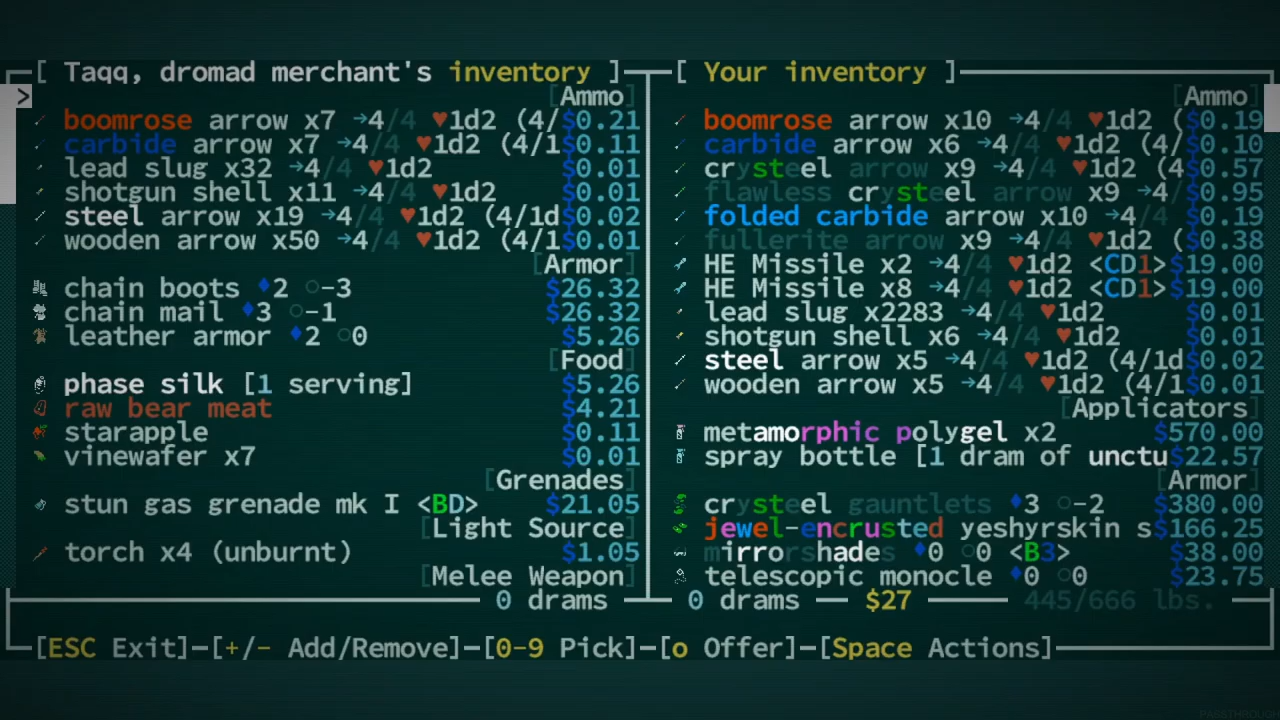 [ Taqq, dromad merchant's inventory ]
>
[Ammo]
boomrose arrow x7 →4/4 ♥1d2 (4/$0.21
carbide arrow x7 →4/4 ♥1d2 (4/1$0.11
lead slug x32 →4/4 ♥1d2 $0.01
shotgun shell x11 →4/4 ♥1d2 $0.01
steel arrow x19 →4/4 ♥1d2 (4/1d$0.02
wooden arrow x50 →4/4 ♥1d2 (4/1$0.01
[Armor]
chain boots ♦2 ○-3 $26.32
chain mail ♦3 ○-1 $26.32
leather armor ♦2 ○0 $5.26
[Food]
phase silk [1 serving] $5.26
raw bear meat $4.21
starapple $0.11
vinewafer x7 $0.01
[Grenades]
stun gas grenade mk I <BD> $21.05
[Light Source]
torch x4 (unburnt) $1.05
[Melee Weapon]
0 drams
[ Your inventory ]
[Ammo]
boomrose arrow x10 →4/4 ♥1d2 ($0.19
carbide arrow x6 →4/4 ♥1d2 (4/$0.10
crysteel arrow x9 →4/4 ♥1d2 (4$0.57
flawless crysteel arrow x9 →4/$0.95
folded carbide arrow x10 →4/4 $0.19
fullerite arrow x9 →4/4 ♥1d2 ($0.38
HE Missile x2 →4/4 ♥1d2 <CD1>$19.00
HE Missile x8 →4/4 ♥1d2 <CD1>$19.00
lead slug x2283 →4/4 ♥1d2 $0.01
shotgun shell x6 →4/4 ♥1d2 $0.01
steel arrow x5 →4/4 ♥1d2 (4/1d$0.02
wooden arrow x5 →4/4 ♥1d2 (4/1$0.01
[Applicators]
metamorphic polygel x2 $570.00
spray bottle [1 dram of unctu$22.57
[Armor]
crysteel gauntlets ♦3 ○-2 $380.00
jewel-encrusted yeshyrskin s$166.25
mirrorshades ♦0 ○0 <B3> $38.00
telescopic monocle ♦0 ○0 $23.75
0 drams $27 445/666 lbs.
[ESC Exit]-[+/- Add/Remove]-[0-9 Pick]-[o Offer]-[Space Actions]